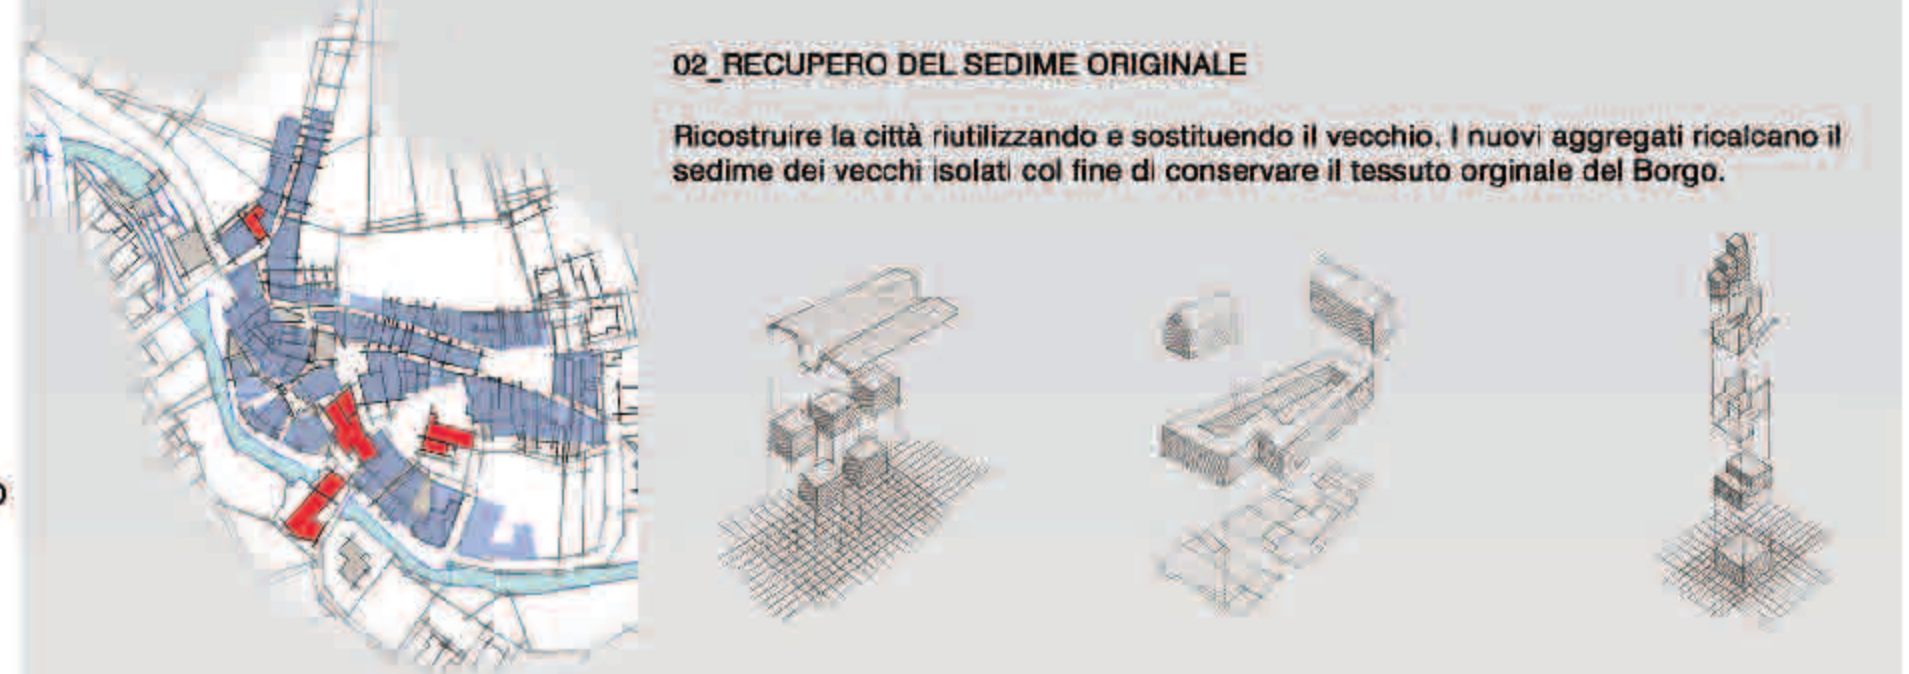 02_RECUPERO DEL SEDIME ORIGINALE
Ricostruire la città riutilizzando e sostituendo il vecchio. I nuovi aggregati ricalcano il
sedime dei vecchi isolati col fine di conservare il tessuto orginale del Borgo.